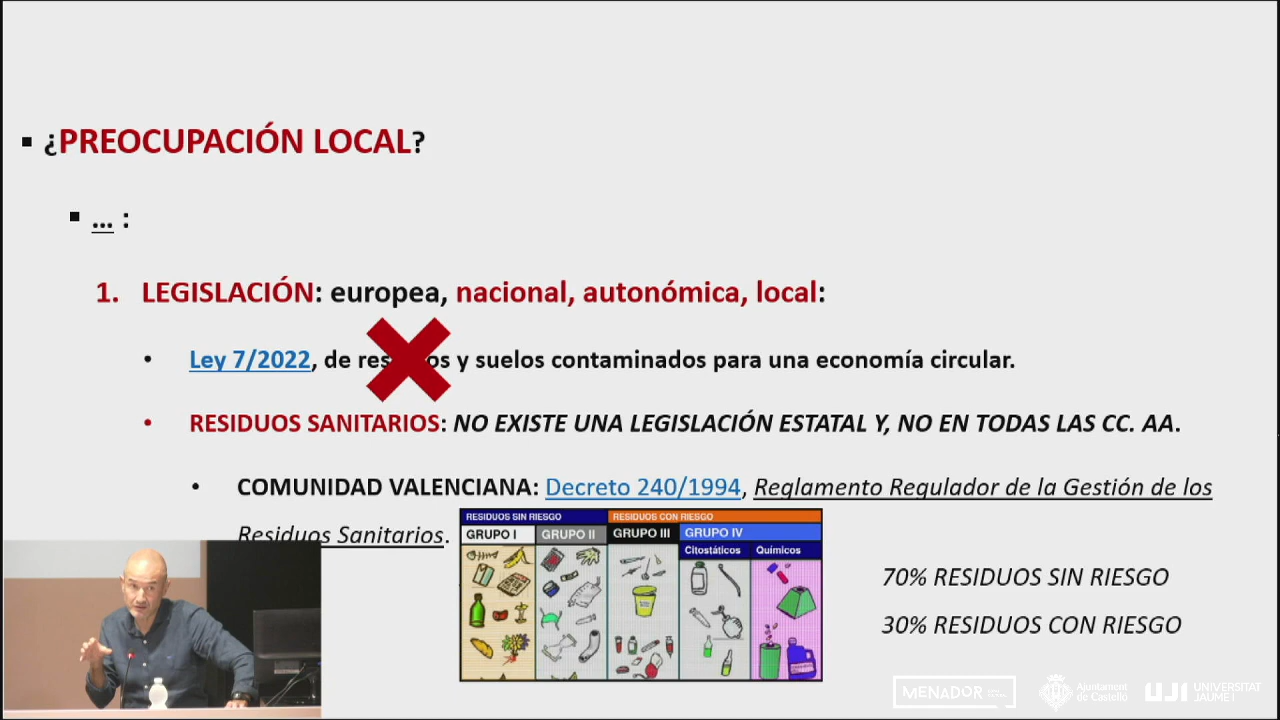 ¿PREOCUPACIÓN LOCAL?
... :
1. LEGISLACIÓN: europea, nacional, autonómica, local:
• Ley 7/2022, de residuos y suelos contaminados para una economía circular.
• RESIDUOS SANITARIOS: NO EXISTE UNA LEGISLACIÓN ESTATAL Y, NO EN TODAS LAS CC. AA.
• COMUNIDAD VALENCIANA: Decreto 240/1994, Reglamento Regulador de la Gestión de los
Residuos Sanitarios.
RESIDUOS SIN RIESGO RESIDUOS CON RIESGO
GRUPO I GRUPO II GRUPO III GRUPO IV
Citostáticos Químicos
70% RESIDUOS SIN RIESGO
30% RESIDUOS CON RIESGO
MENADOR
Ajuntament
de Castelló
UJI UNIVERSITAT
JAUME I